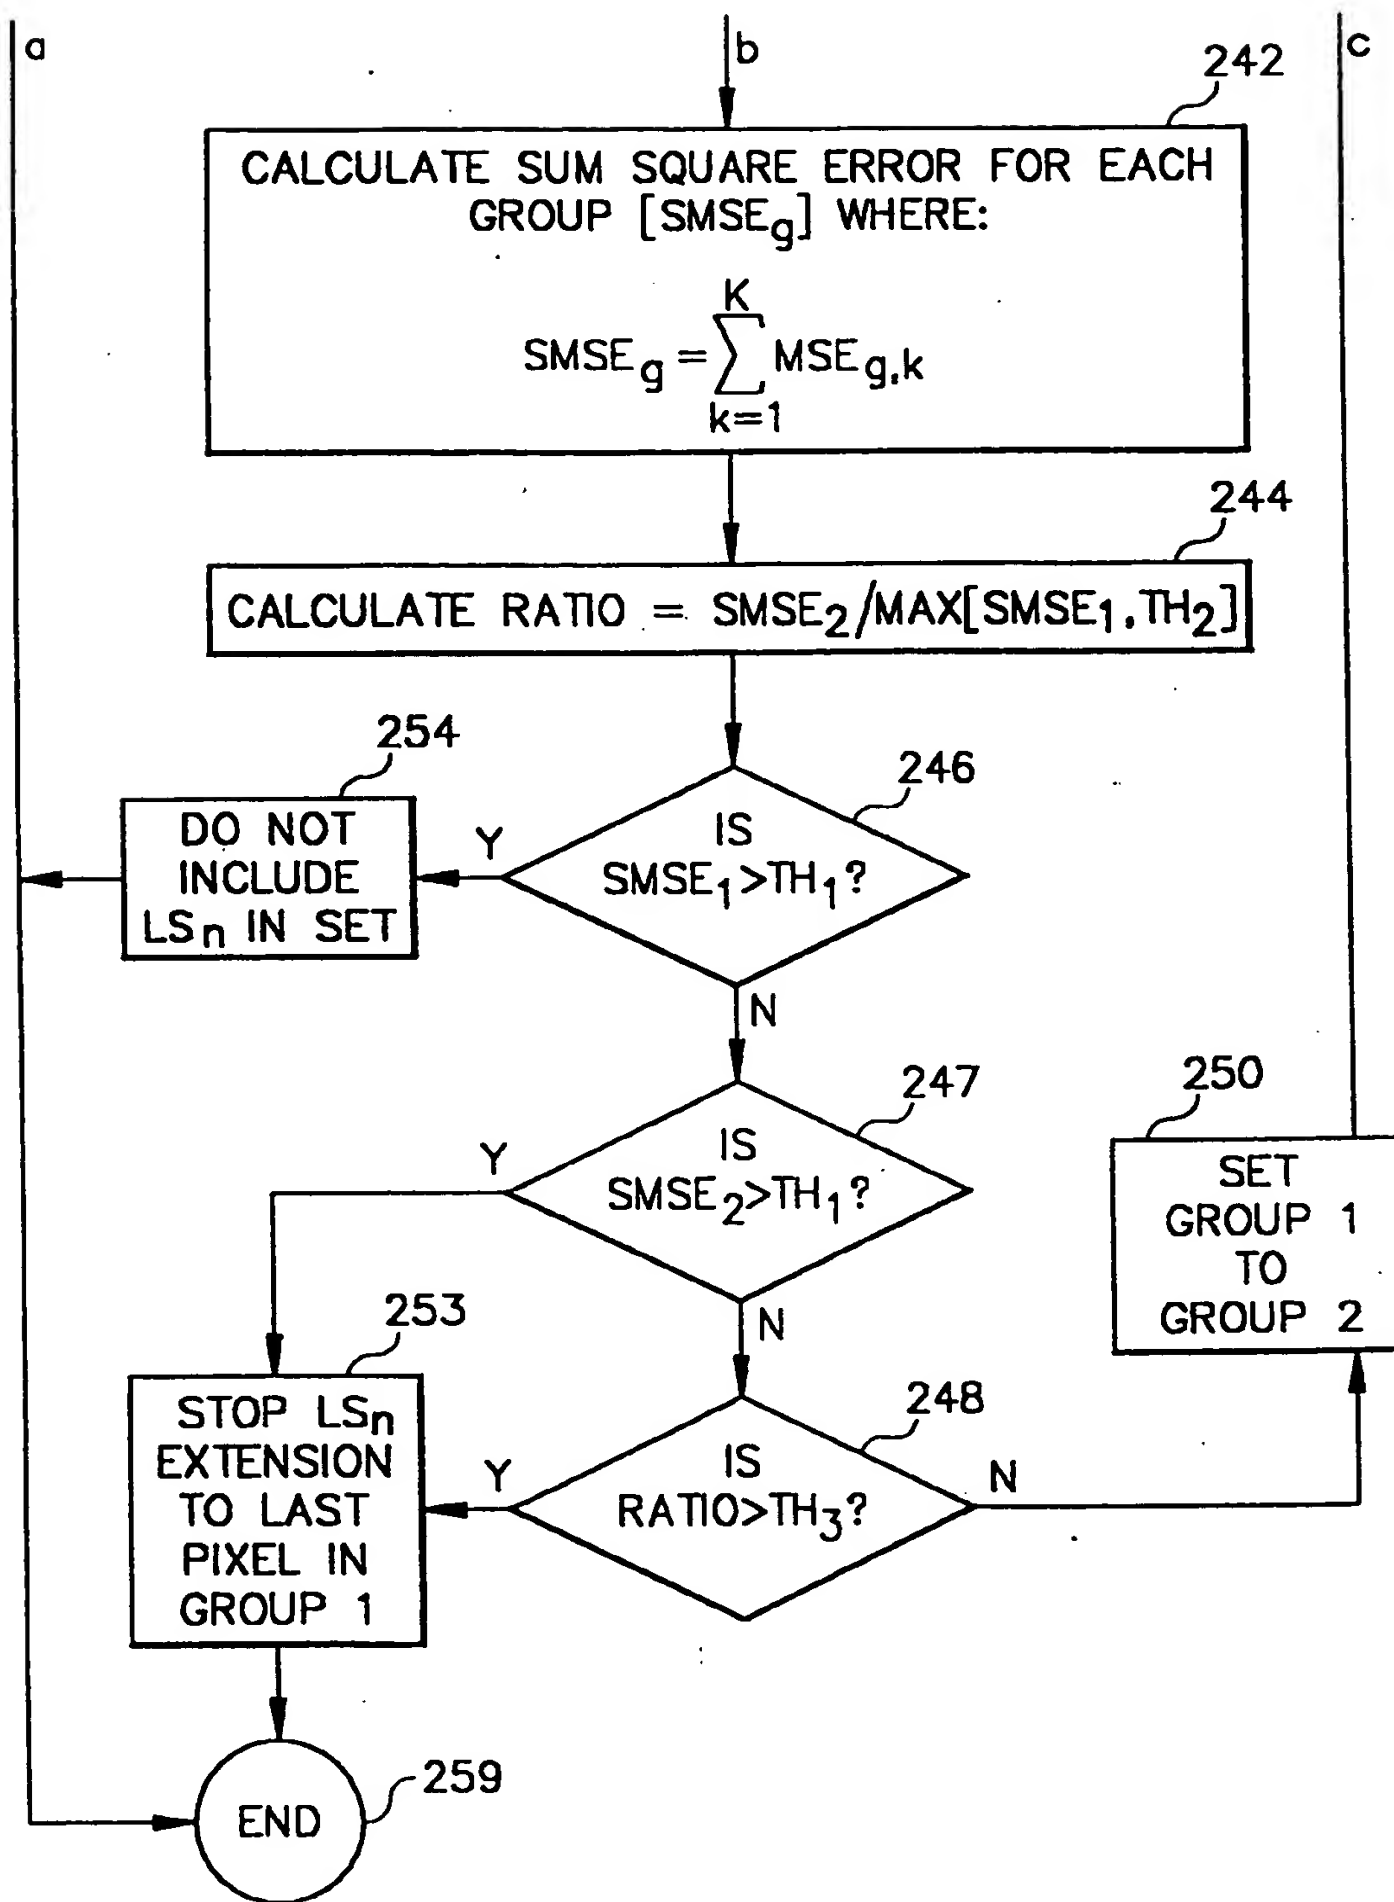 a
b
c
242
CALCULATE SUM SQUARE ERROR FOR EACH
GROUP [SMSEg] WHERE:
K
SMSEg = ∑ MSEg,k
k=1
244
CALCULATE RATIO = SMSE2/MAX[SMSE1,TH2]
254
DO NOT
INCLUDE
LSn IN SET
Y
246
IS
SMSE1>TH1?
N
247
IS
SMSE2>TH1?
Y
N
250
SET
GROUP 1
TO
GROUP 2
253
STOP LSn
EXTENSION
TO LAST
PIXEL IN
GROUP 1
Y
248
IS
RATIO>TH3?
N
259
END